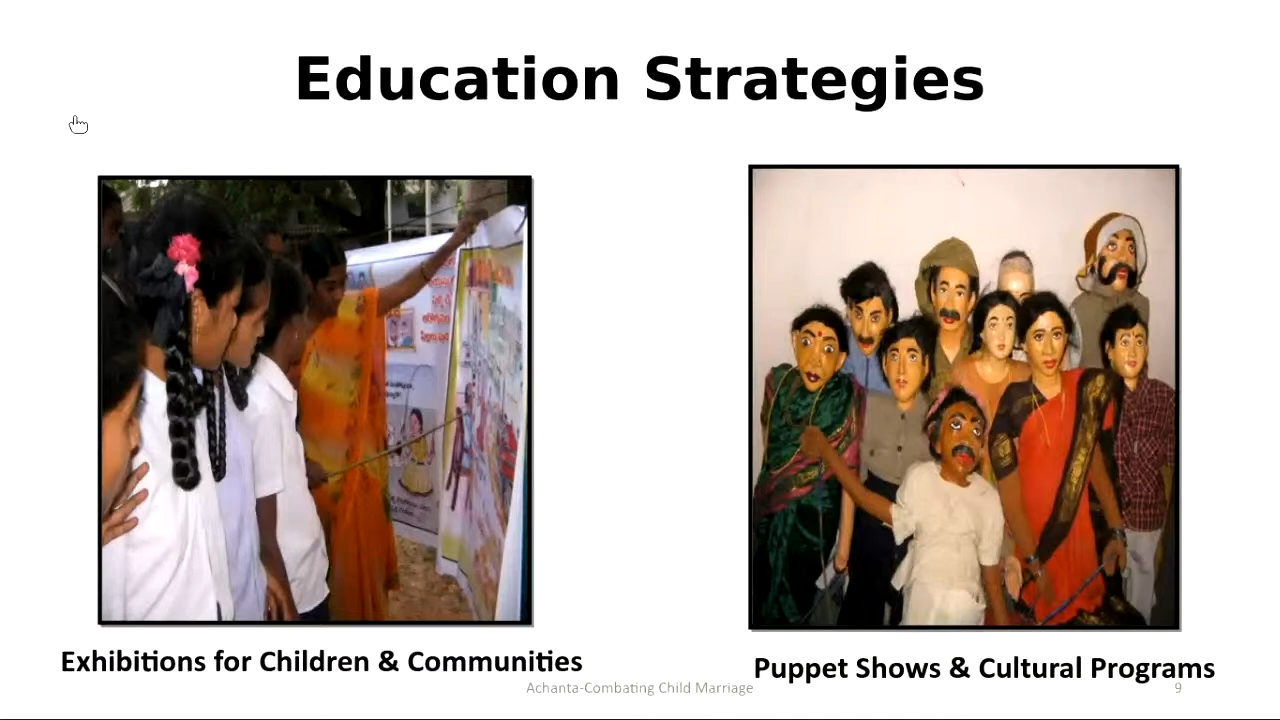 Education Strategies
Exhibitions for Children & Communities
Puppet Shows & Cultural Programs
Achanta-Combating Child Marriage
9